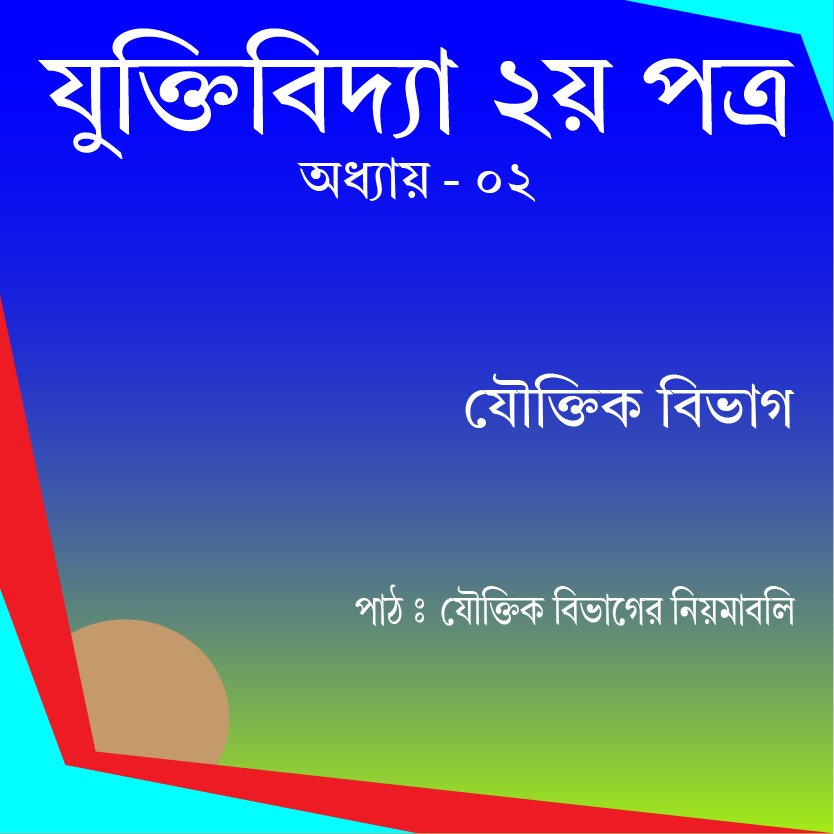 যুক্তিবিদ্যা ২য় পত্র
অধ্যায় - ০২
যৌক্তিক বিভাগ
পাঠ ঃ যৌক্তিক বিভাগের নিয়মাবলি